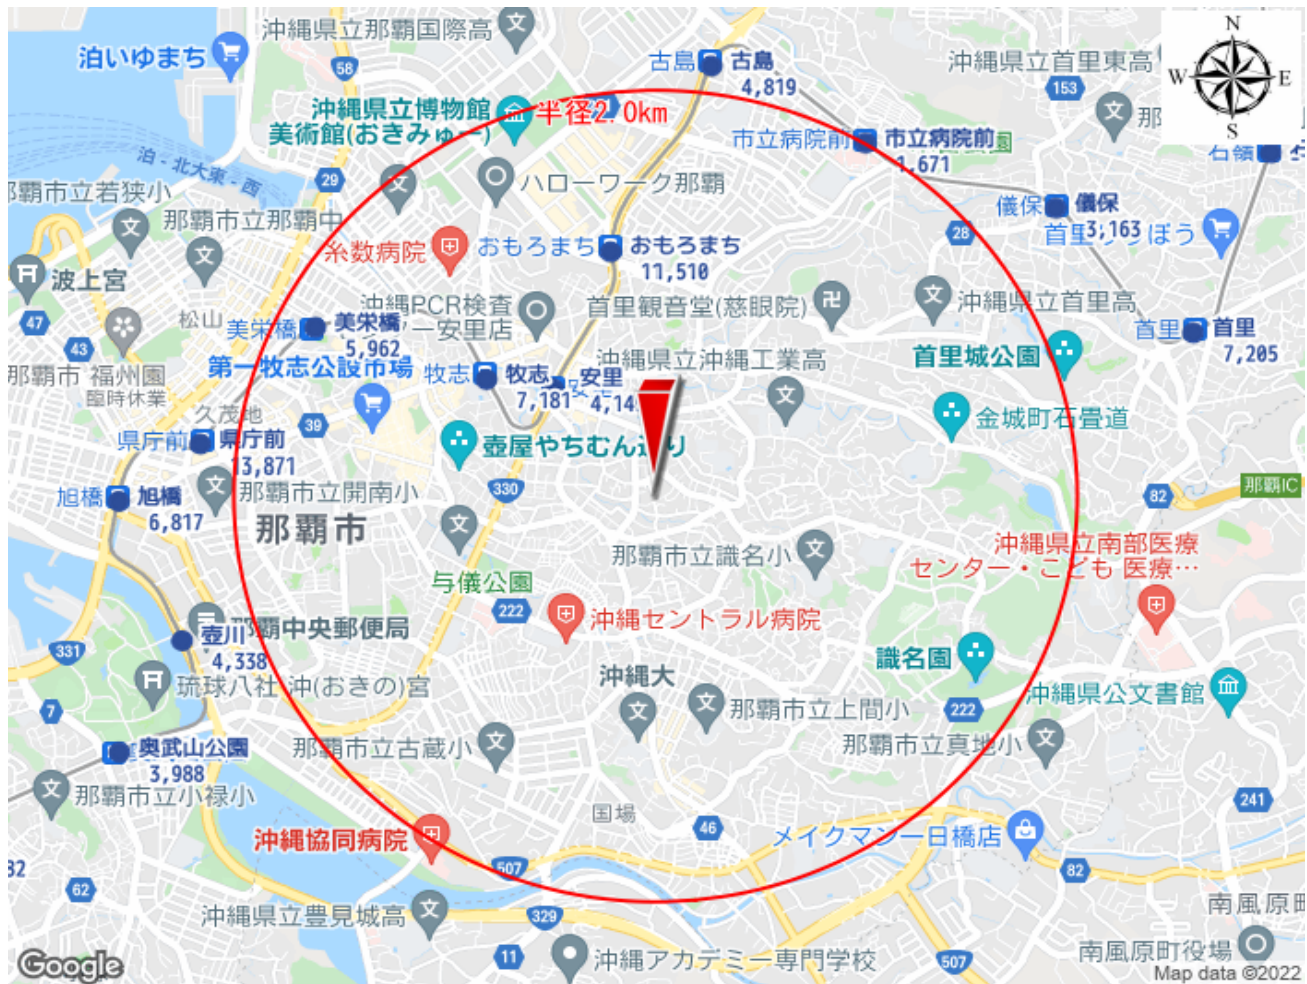 沖縄県立那覇国際高
泊いゆまち
58
古島
古島
4,819
沖縄県立首里東高
153
N
W
E
S
沖縄県立博物館
美術館(おきみゅー)
半径2.0km
市立病院前
市立病院前
1,671
那
石嶺
泊-北大東-西
29
那覇市立若狭小
那覇市立那覇中
ハローワーク那覇
糸数病院
おもろまち
おもろまち
11,510
儀保
儀保
3,163
28
首里りうぼう
波上宮
沖縄PCR検査
ー安里店
首里観音堂(慈眼院)
沖縄県立首里高
47
43
松山
美栄橋
美栄橋
5,962
首里
首里
7,205
那覇市 福州園
臨時休業
第一牧志公設市場
牧志
牧志
7,181
安里
沖縄県立沖縄工業高
首里城公園
久茂地
39
金城町石畳道
県庁前
県庁前
13,871
壺屋やちむん通り
旭橋
旭橋
6,817
那覇市立開南小
330
82
那覇IC
那覇市
那覇市立識名小
沖縄県立南部医療
センター・こども 医療…
与儀公園
222
沖縄セントラル病院
那覇中央郵便局
壺川
4,338
331
識名園
琉球八社 沖(おきの)宮
沖縄大
沖縄県公文書館
7
那覇市立上間小
222
奥武山公園
3,988
那覇市立古蔵小
那覇市立真地小
那覇市立小禄小
国場
46
241
沖縄協同病院
メイクマン一日橋店
507
82
62
沖縄県立豊見城高
329
南風原町
11
沖縄アカデミー専門学校
507
南風原町役場
Google
Map data ©2022